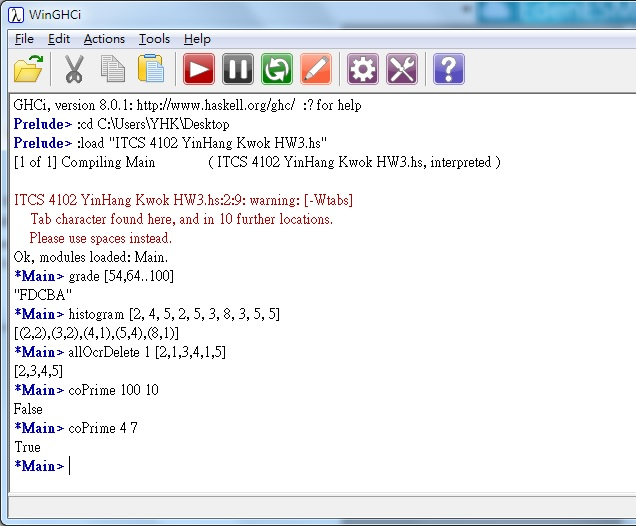 WinGHCi
File Edit Actions Tools Help
GHCi, version 8.0.1: http://www.haskell.org/ghc/ :? for help
Prelude> :cd C:\Users\YHK\Desktop
Prelude> :load "ITCS 4102 YinHang Kwok HW3.hs"
[1 of 1] Compiling Main ( ITCS 4102 YinHang Kwok HW3.hs, interpreted )
ITCS 4102 YinHang Kwok HW3.hs:2:9: warning: [-Wtabs]
Tab character found here, and in 10 further locations.
Please use spaces instead.
Ok, modules loaded: Main.
*Main> grade [54,64..100]
"FDCBA"
*Main> histogram [2, 4, 5, 2, 5, 3, 8, 3, 5, 5]
[(2,2),(3,2),(4,1),(5,4),(8,1)]
*Main> allOcrDelete 1 [2,1,3,4,1,5]
[2,3,4,5]
*Main> coPrime 100 10
False
*Main> coPrime 4 7
True
*Main>